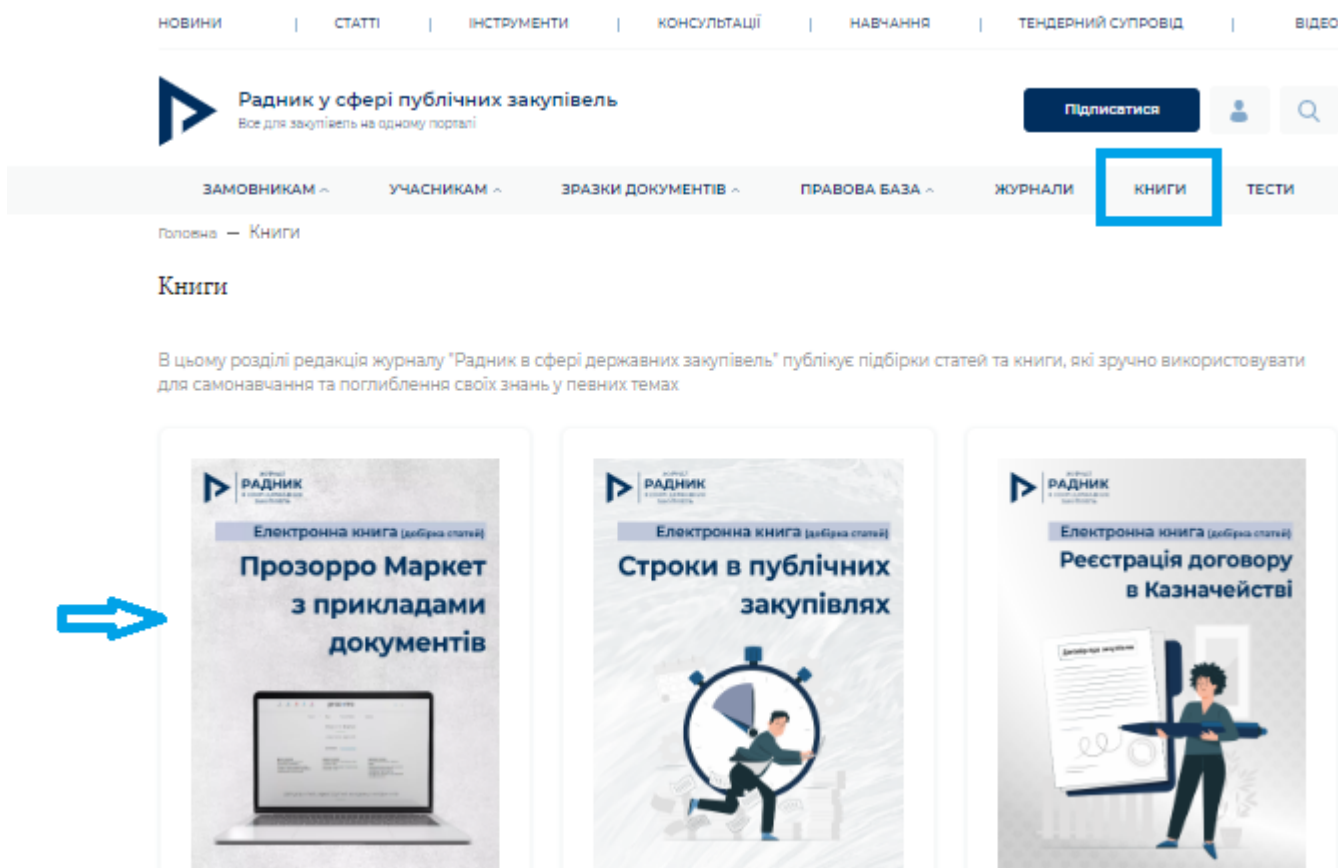 НОВИНИ | СТАТТІ | ІНСТРУМЕНТИ | КОНСУЛЬТАЦІЇ | НАВЧАННЯ | ТЕНДЕРНИЙ СУПРОВІД | ВІДЕО
Радник у сфері публічних закупівель
Все для закупівель на одному порталі
Підписатися
ЗАМОВНИКАМ УЧАСНИКАМ ЗРАЗКИ ДОКУМЕНТІВ ПРАВОВА БАЗА ЖУРНАЛИ КНИГИ ТЕСТИ
Головна — Книги
Книги
В цьому розділі редакція журналу "Радник в сфері державних закупівель" публікує підбірки статей та книги, які зручно використовувати
для самонавчання та поглиблення своїх знань у певних темах
ЖУРНАЛ
РАДНИК
Електронна книга (добірка статей)
Прозорро Маркет
з прикладами
документів
ЖУРНАЛ
РАДНИК
Електронна книга (добірка статей)
Строки в публічних
закупівлях
ЖУРНАЛ
РАДНИК
Електронна книга (добірка статей)
Реєстрація договору
в Казначействі